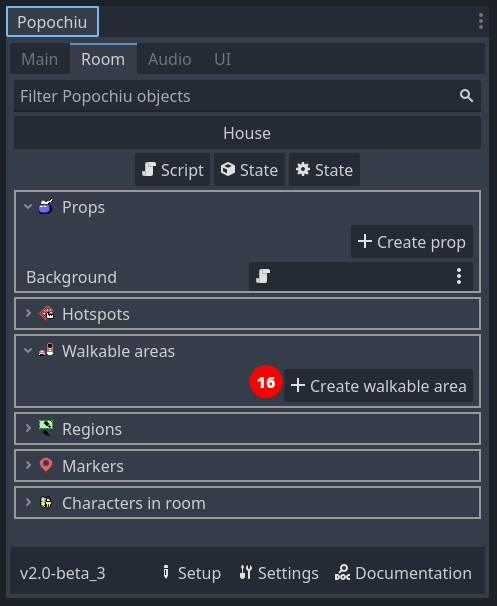 Popochiu
Main Room Audio UI
Filter Popochiu objects
House
Script State State
Props
+ Create prop
Background
Hotspots
Walkable areas
16 + Create walkable area
Regions
Markers
Characters in room
v2.0-beta_3 Setup Settings Documentation